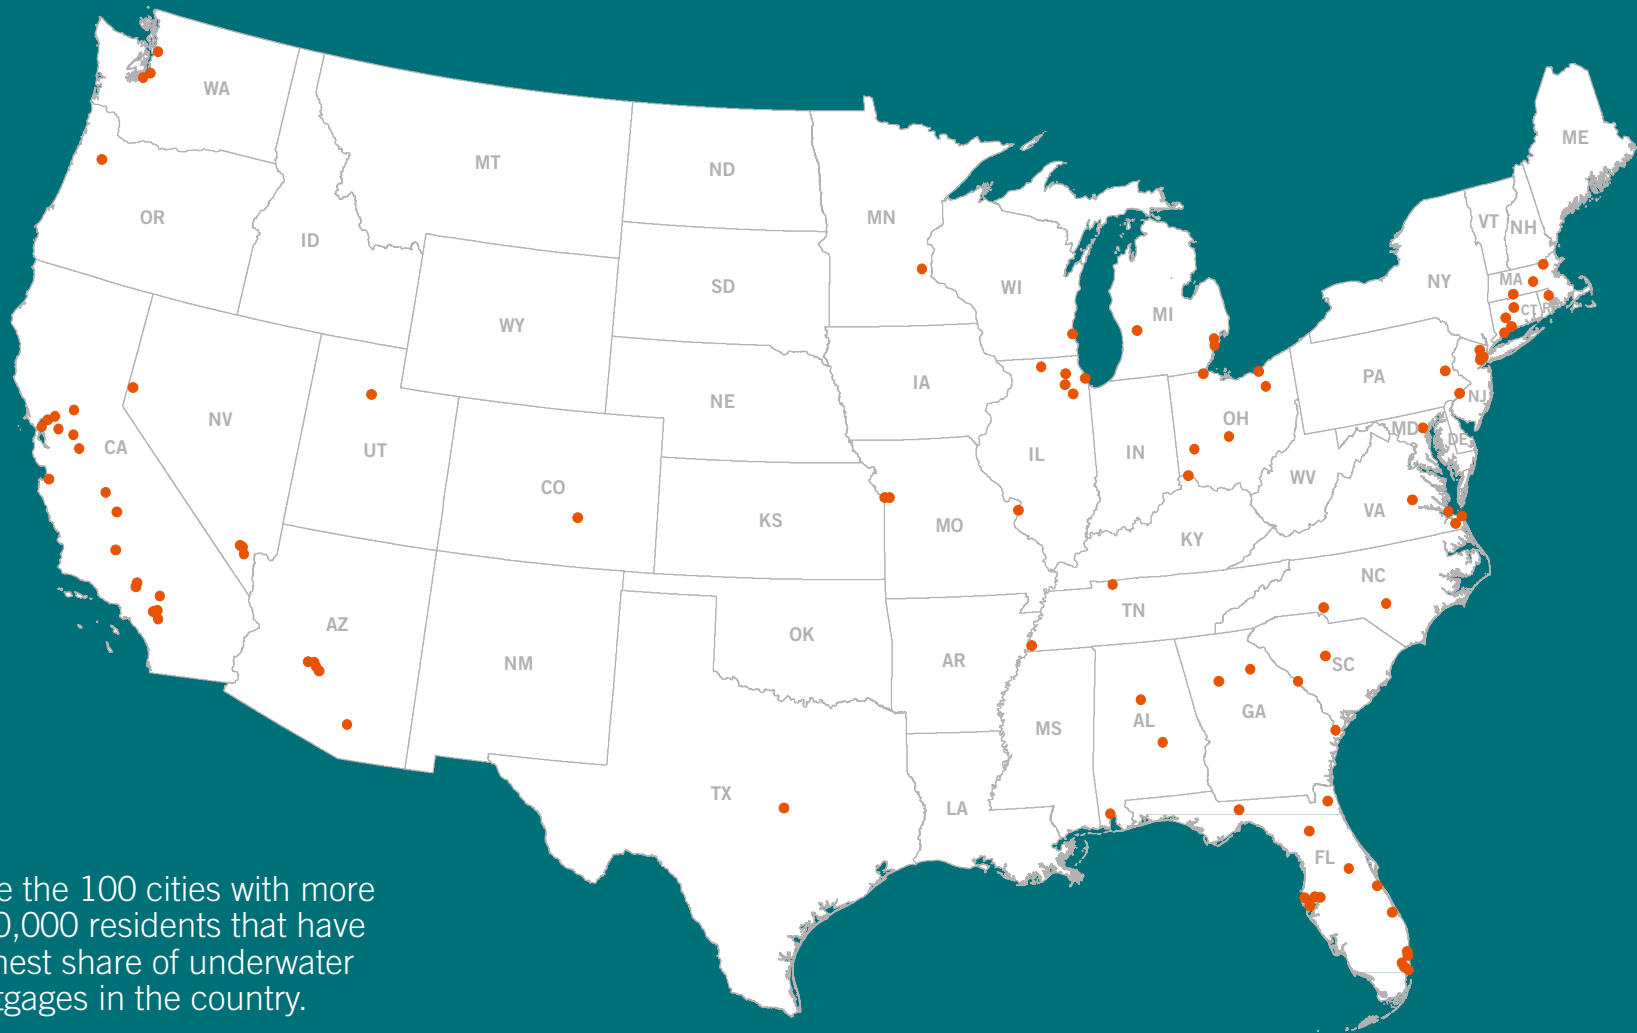 WA
ME
MT
ND
OR
MN
VT
NH
ID
SD
WI
NY
MA
MI
CT
WY
IA
PA
NE
NJ
NV
OH
MD
DE
CA
UT
IL
IN
CO
WV
KS
MO
VA
KY
NC
TN
AZ
OK
NM
AR
SC
GA
MS
AL
TX
LA
FL
the 100 cities with more
0,000 residents that have
share of underwater
in the country.